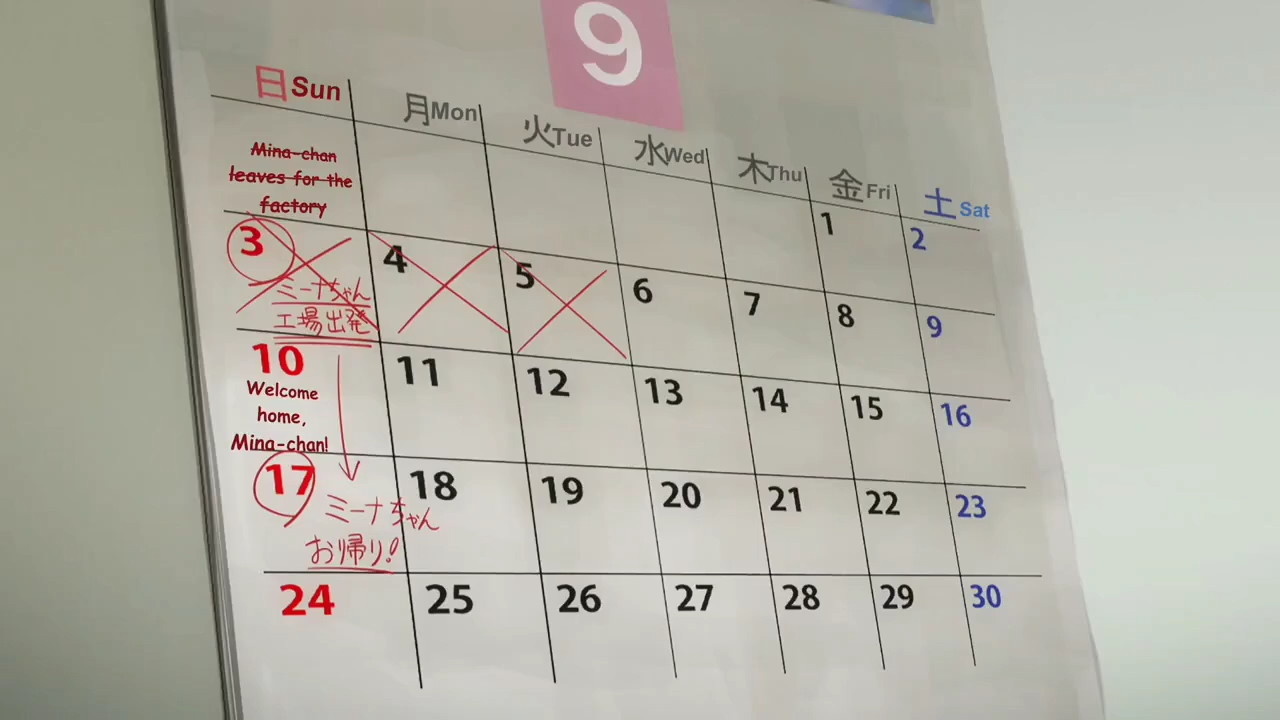 9
日Sun 月Mon 火Tue 水Wed 木Thu 金Fri 土Sat
Mina-chan
leaves for the
factory
1 2
3 4 5 6 7 8 9
ミーナちゃん
工場出発
10 11 12 13 14 15 16
Welcome
home,
Mina-chan!
17 18 19 20 21 22 23
ミーナちゃん
お帰り!
24 25 26 27 28 29 30